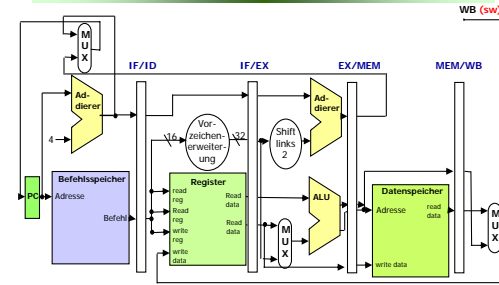 WB (sw)
M
U
X
IF/ID
IF/EX
EX/MEM
MEM/WB
Ad-
dierer
4
16
Vor-
zeichen-
erweiter-
ung
32
Shift
links
2
Ad-
dierer
PC
Befehlsspeicher
Adresse
Befehl
Register
read
reg
Read
reg
write
reg
write
data
Read
data
Read
data
M
U
X
ALU
Datenspeicher
Adresse
read
data
write data
M
U
X